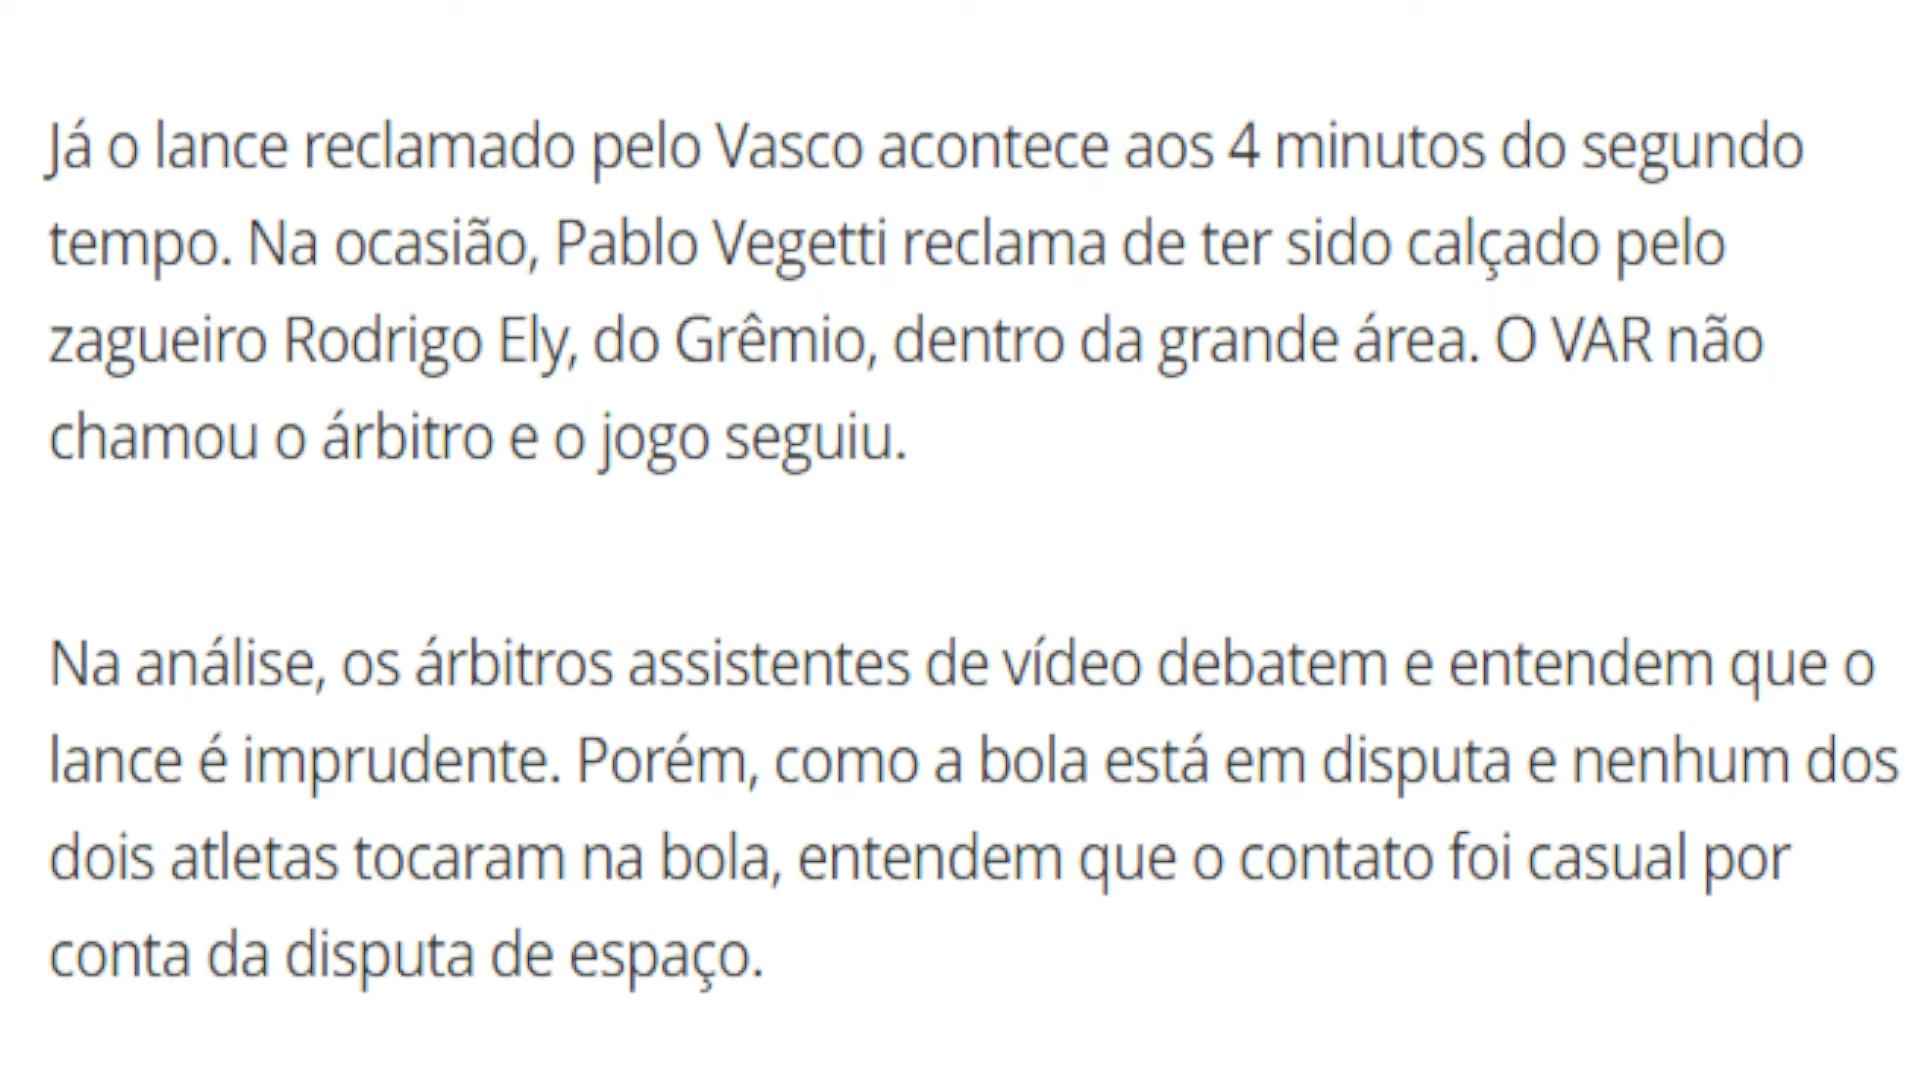 Já o lance reclamado pelo Vasco acontece aos 4 minutos do segundo
tempo. Na ocasião, Pablo Vegetti reclama de ter sido calçado pelo
zagueiro Rodrigo Ely, do Grêmio, dentro da grande área. O VAR não
chamou o árbitro e o jogo seguiu.
Na análise, os árbitros assistentes de vídeo debatem e entendem que o
lance é imprudente. Porém, como a bola está em disputa e nenhum dos
dois atletas tocaram na bola, entendem que o contato foi casual por
conta da disputa de espaço.